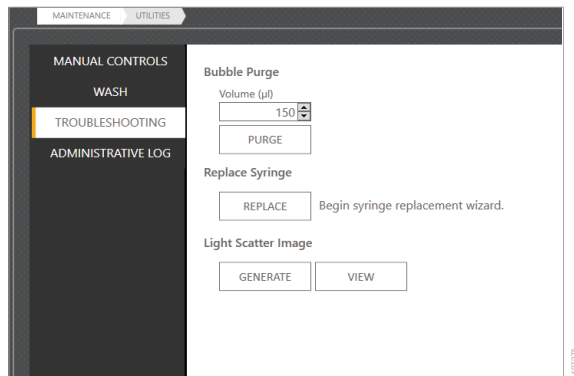 MAINTENANCE UTILITIES
MANUAL CONTROLS
WASH
TROUBLESHOOTING
ADMINISTRATIVE LOG
Bubble Purge
Volume (µl)
150
PURGE
Replace Syringe
REPLACE Begin syringe replacement wizard.
Light Scatter Image
GENERATE VIEW